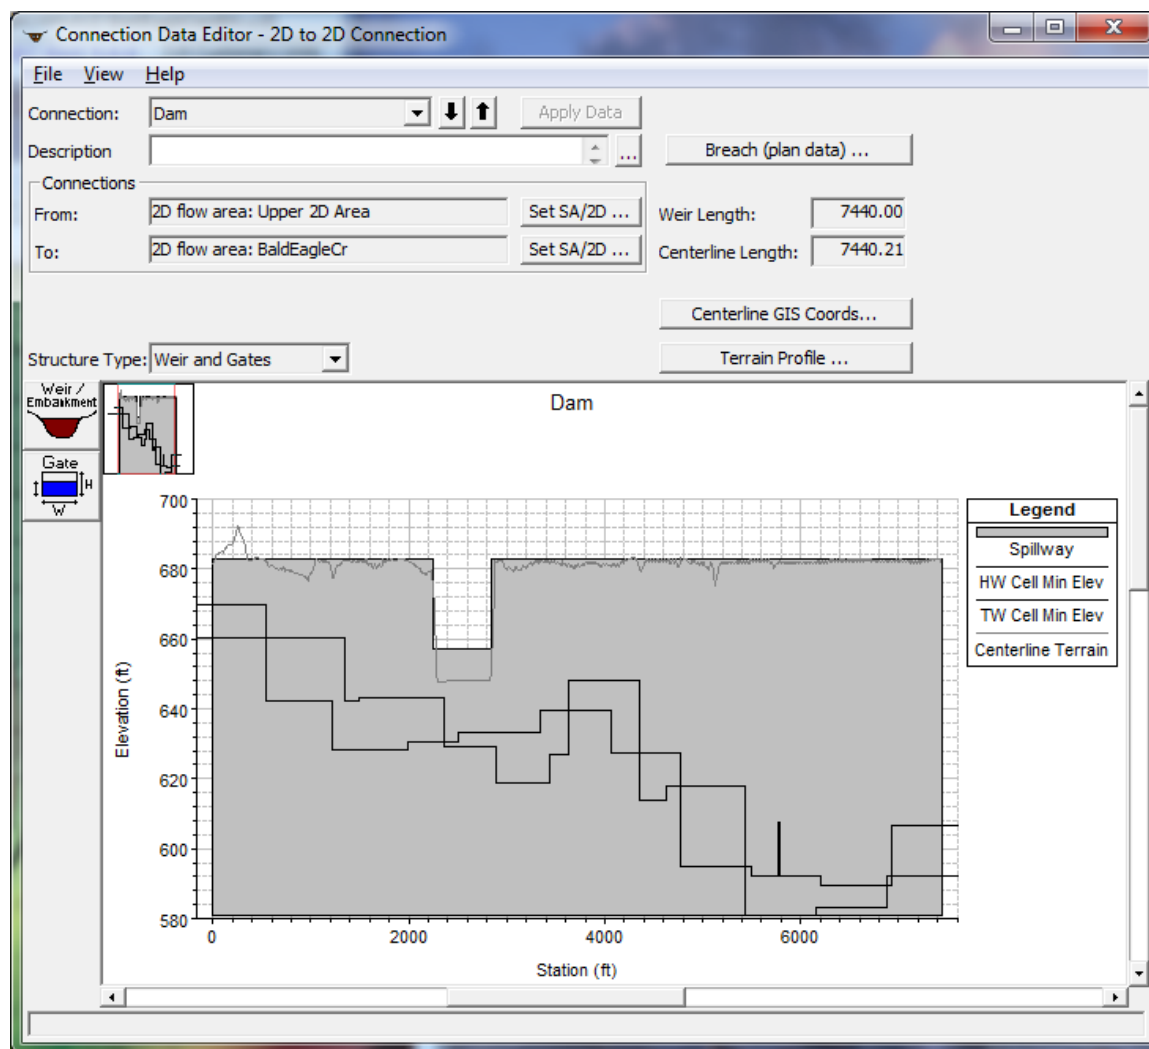 Connection Data Editor - 2D to 2D Connection
File View Help
Connection: Dam Apply Data
Description ... Breach (plan data) ...
Connections
From: 2D flow area: Upper 2D Area Set SA/2D ... Weir Length: 7440.00
To: 2D flow area: BaldEagleCr Set SA/2D ... Centerline Length: 7440.21
Centerline GIS Coords...
Structure Type: Weir and Gates Terrain Profile ...
Weir /
Embankment
Gate
H
W
Dam
700
680
660
640
620
600
580
Elevation (ft)
0 2000 4000 6000
Station (ft)
Legend
Spillway
HW Cell Min Elev
TW Cell Min Elev
Centerline Terrain